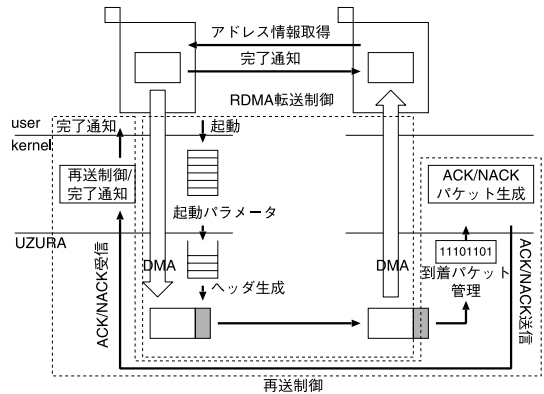 アドレス情報取得
完了通知
RDMA転送制御
user
完了通知
起動
kernel
再送制御/
完了通知
ACK/NACK
パケット生成
起動パラメータ
UZURA
11101101
DMA
DMA
到着パケット
管理
ヘッダ生成
ACK/NACK受信
ACK/NACK送信
再送制御